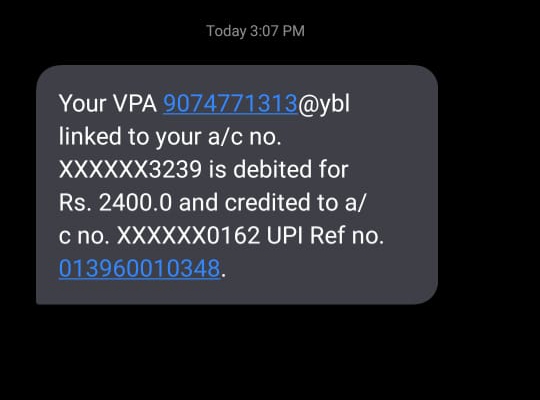 Today 3:07 PM
Your VPA 9074771313@ybl
linked to your a/c no.
XXXXXX3239 is debited for
Rs. 2400.0 and credited to a/
c no. XXXXXX0162 UPI Ref no.
013960010348.